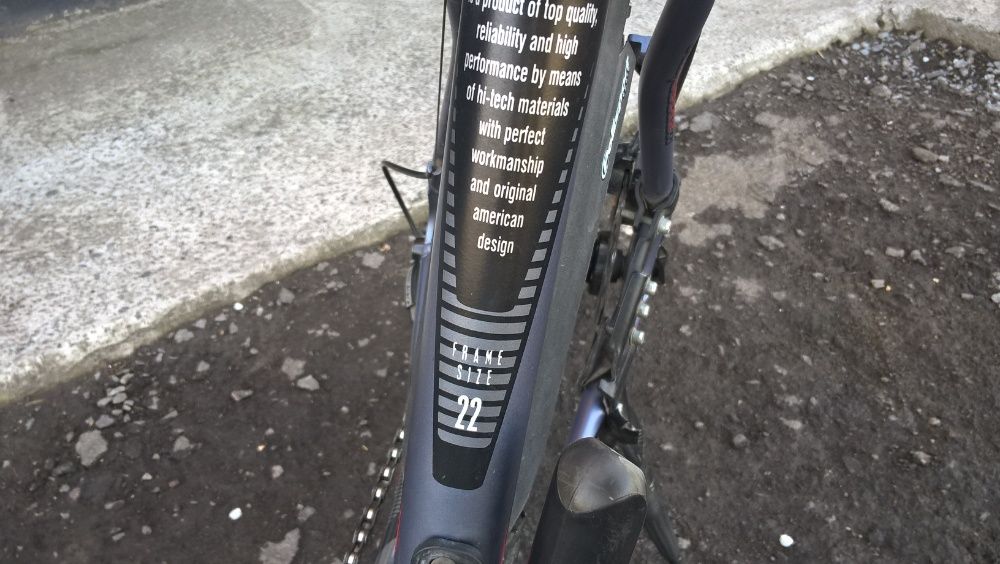 a product of top quality,
reliability and high
performance by means
of hi-tech materials
with perfect
workmanship
and original
american
design
FRAME
SIZE
22